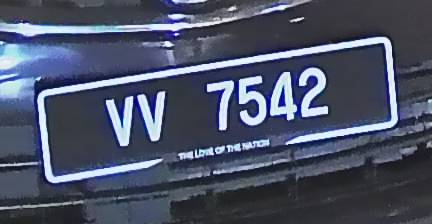 VV 7542
THE LOVE OF THE NATION